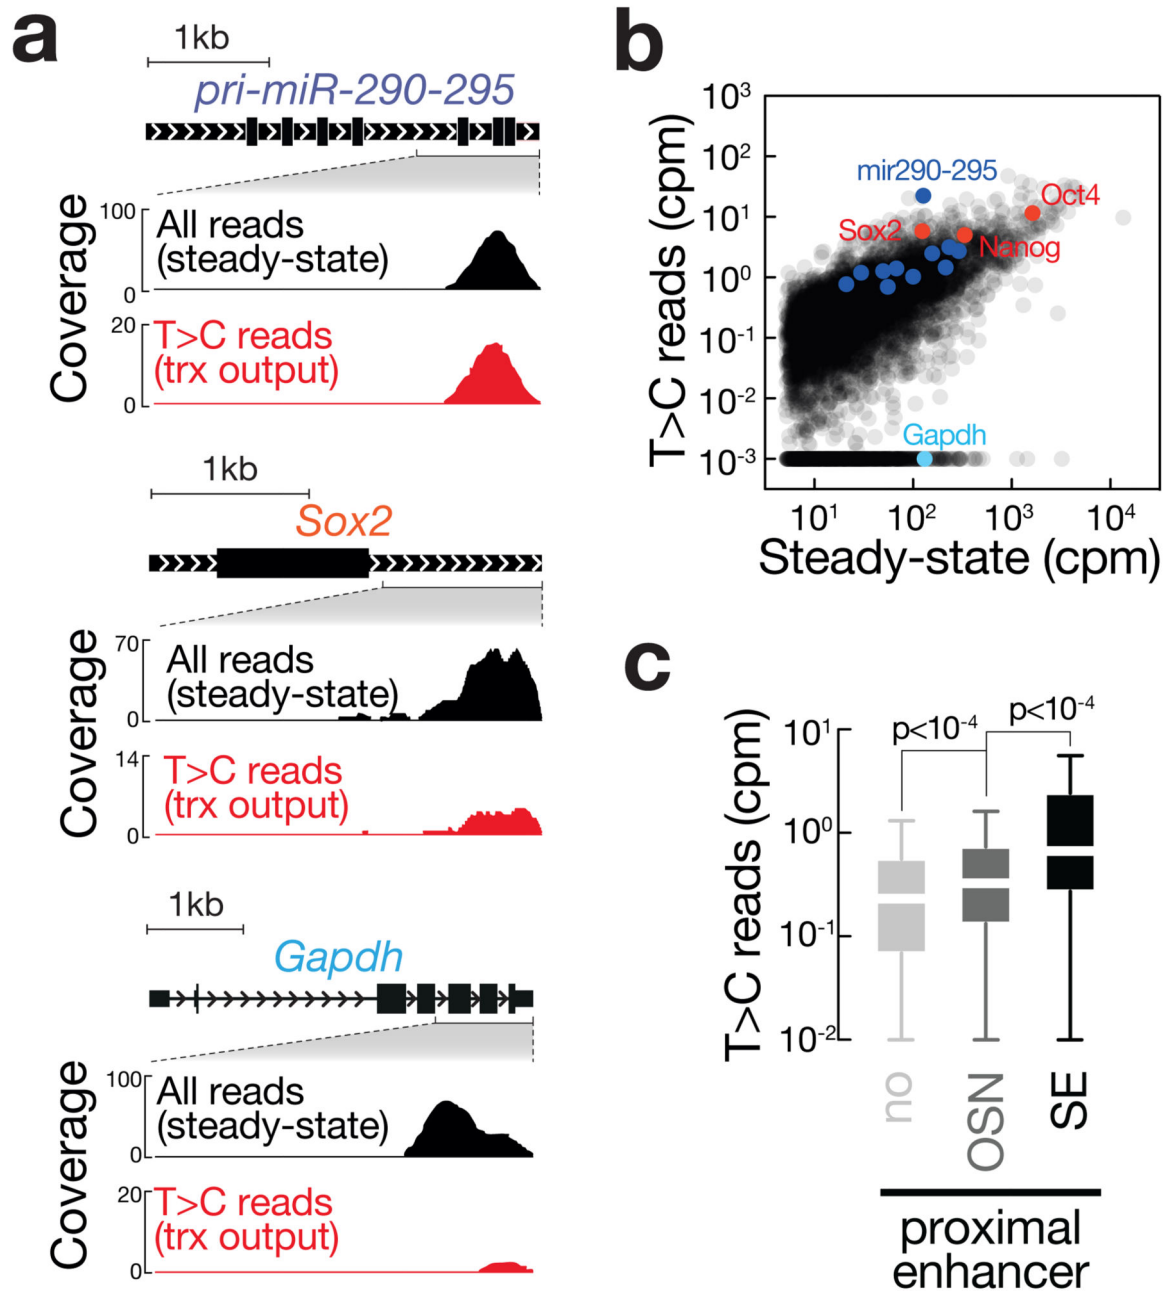 a
1kb
pri-miR-290-295
Coverage
100
All reads
(steady-state)
0
20
T>C reads
(trx output)
0
1kb
Sox2
Coverage
70
All reads
(steady-state)
0
14
T>C reads
(trx output)
0
1kb
Gapdh
Coverage
100
All reads
(steady-state)
0
20
T>C reads
(trx output)
0
b
T>C reads (cpm)
10³
10²
10¹
10⁰
10⁻¹
10⁻²
10⁻³
mir290-295
Oct4
Sox2
Nanog
Gapdh
10¹ 10² 10³ 10⁴
Steady-state (cpm)
c
T>C reads (cpm)
10¹
10⁰
10⁻¹
10⁻²
p<10⁻⁴
p<10⁻⁴
no
OSN
SE
proximal
enhancer